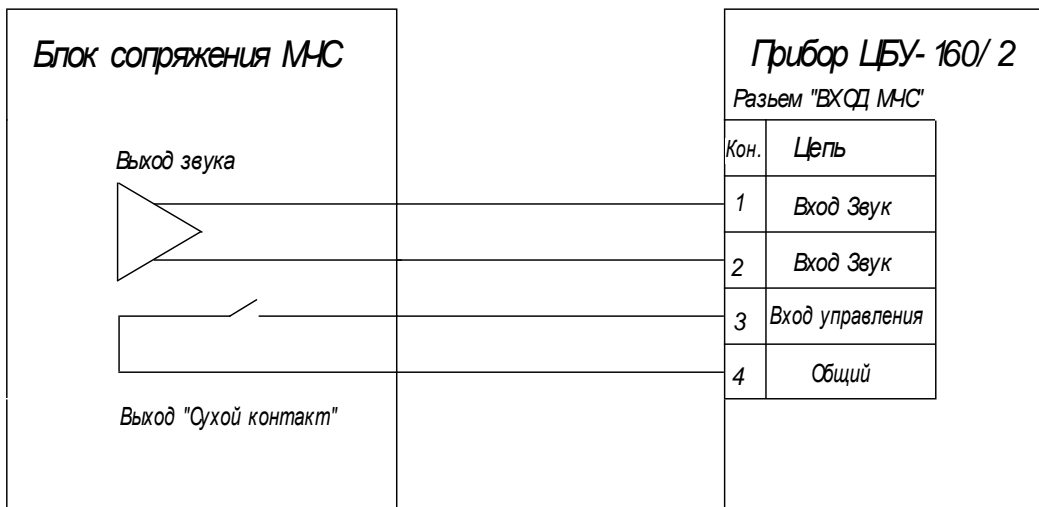 Блок сопряжения МЧС
Прибор ЦБУ-160/2
Разьем "ВХОД МЧС"
Кон. Цепь
Выход звука
1 Вход Звук
2 Вход Звук
3 Вход управления
4 Общий
Выход "Сухой контакт"